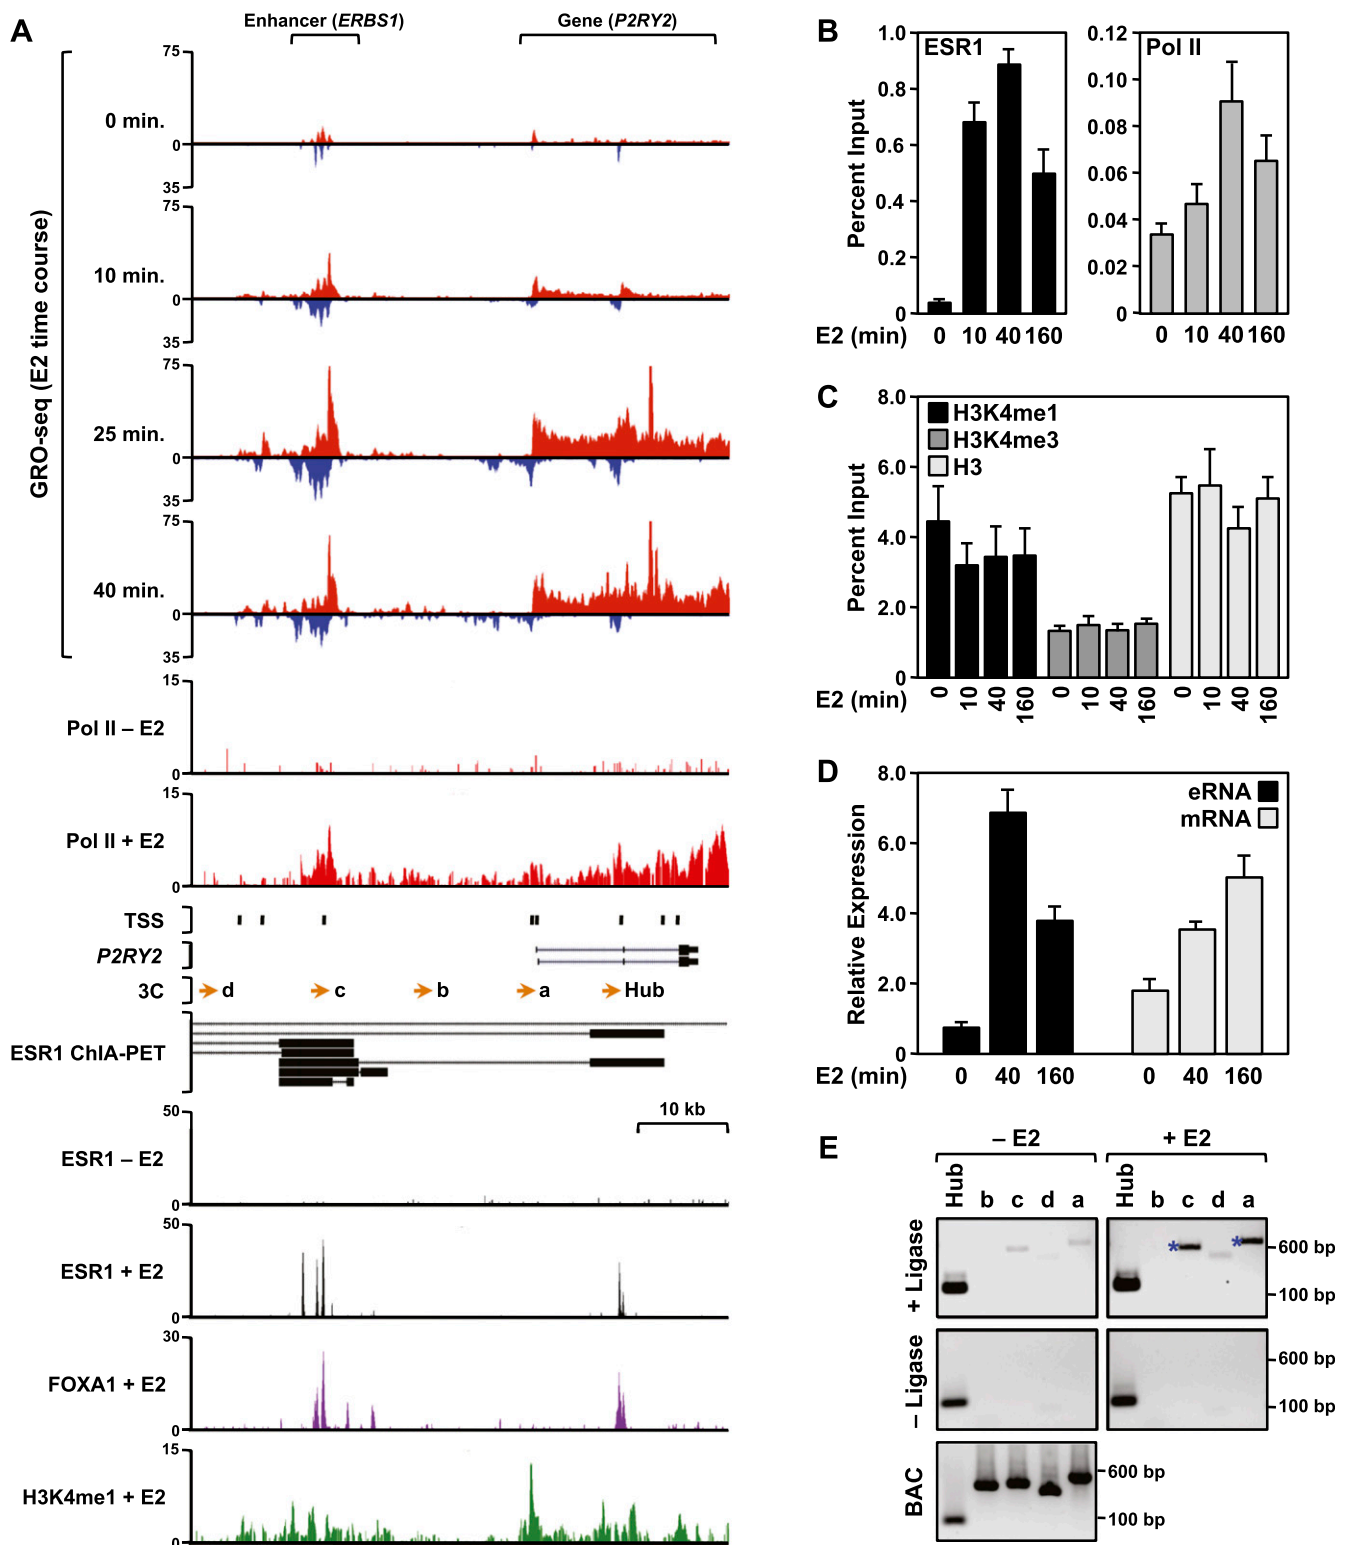 A
Enhancer (ERBS1)
Gene (P2RY2)
GRO-seq (E2 time course)
75
0 min.
0
35
75
10 min.
0
35
75
25 min.
0
35
75
40 min.
0
35
15
Pol II – E2
0
15
Pol II + E2
0
TSS
P2RY2
3C
d
c
b
a
Hub
ESR1 ChIA-PET
10 kb
50
ESR1 – E2
0
50
ESR1 + E2
0
30
FOXA1 + E2
0
15
H3K4me1 + E2
0
B
ESR1
Percent Input
1.0
0.8
0.6
0.4
0.2
0
E2 (min)
0 10 40 160
Pol II
0.12
0.10
0.08
0.06
0.04
0.02
0
0 10 40 160
C
H3K4me1
H3K4me3
H3
Percent Input
8.0
6.0
4.0
2.0
0
E2 (min)
0 10 40 160 0 10 40 160 0 10 40 160
D
eRNA
mRNA
Relative Expression
8.0
6.0
4.0
2.0
0
E2 (min)
0 40 160 0 40 160
E
– E2
+ E2
Hub b c d a
Hub b c d a
+ Ligase
* *
600 bp
100 bp
– Ligase
600 bp
100 bp
BAC
600 bp
100 bp